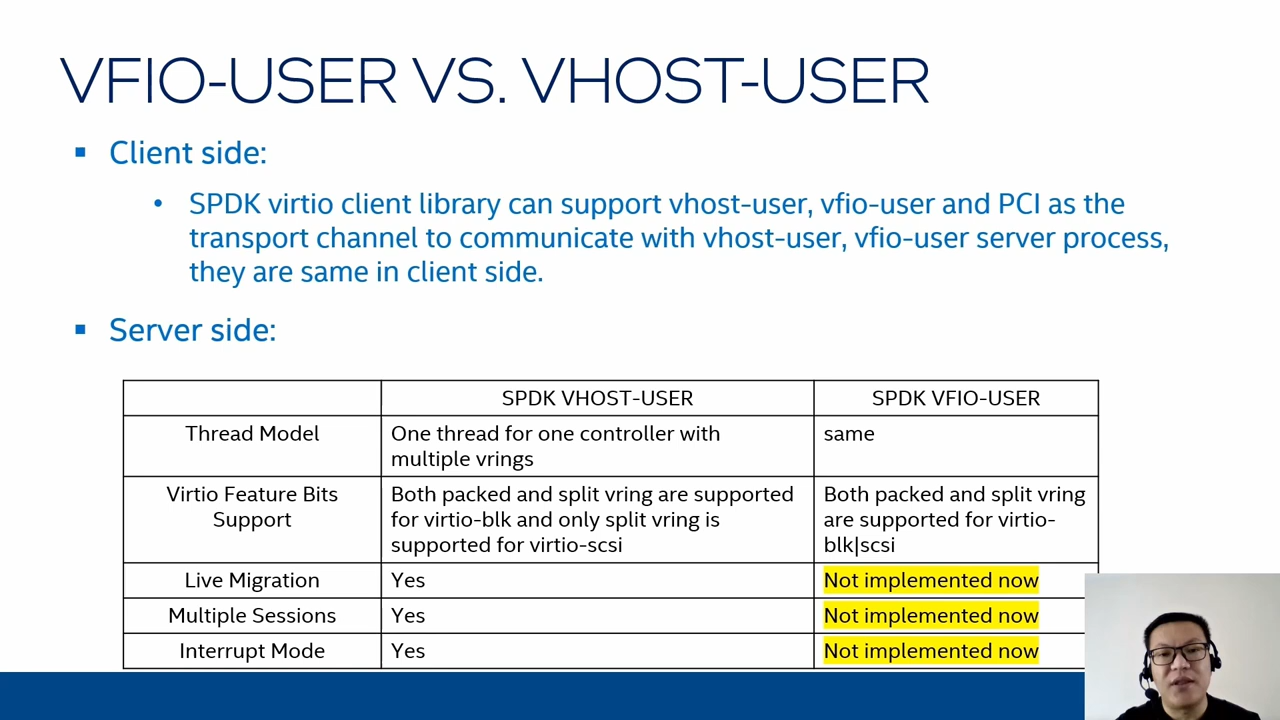 VFIO-USER VS. VHOST-USER
▪ Client side:
• SPDK virtio client library can support vhost-user, vfio-user and PCI as the
transport channel to communicate with vhost-user, vfio-user server process,
they are same in client side.
▪ Server side:
SPDK VHOST-USER SPDK VFIO-USER
Thread Model One thread for one controller with same
multiple vrings
Virtio Feature Bits Both packed and split vring are supported Both packed and split vring
Support for virtio-blk and only split vring is are supported for virtio-
supported for virtio-scsi blk|scsi
Live Migration Yes Not implemented now
Multiple Sessions Yes Not implemented now
Interrupt Mode Yes Not implemented now